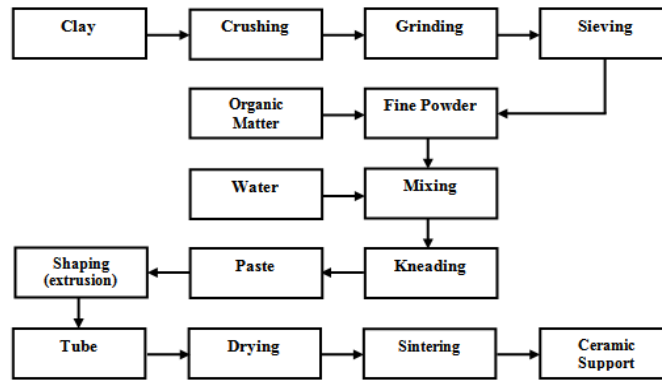 Clay
Crushing
Grinding
Sieving
Organic
Matter
Fine Powder
Water
Mixing
Shaping
(extrusion)
Paste
Kneading
Tube
Drying
Sintering
Ceramic
Support